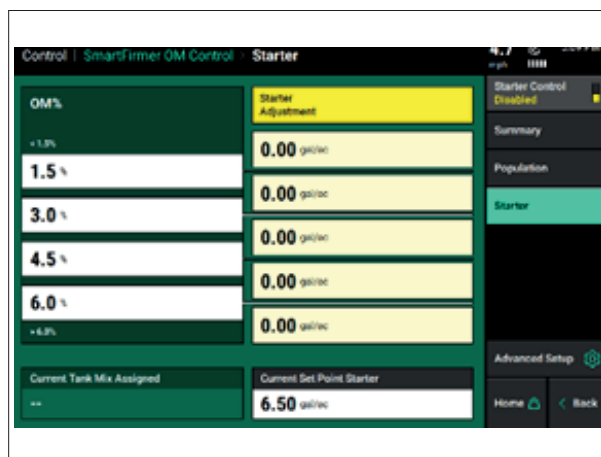 Control | SmartFirmer OM Control > Starter
4.7
mph
OM%
< 1.5%
1.5 %
3.0 %
4.5 %
6.0 %
> 6.0%
Starter
Adjustment
0.00 gal/ac
0.00 gal/ac
0.00 gal/ac
0.00 gal/ac
0.00 gal/ac
Current Tank Mix Assigned
--
Current Set Point Starter
6.50 gal/ac
Starter Control
Disabled
Summary
Population
Starter
Advanced Setup
Home
< Back